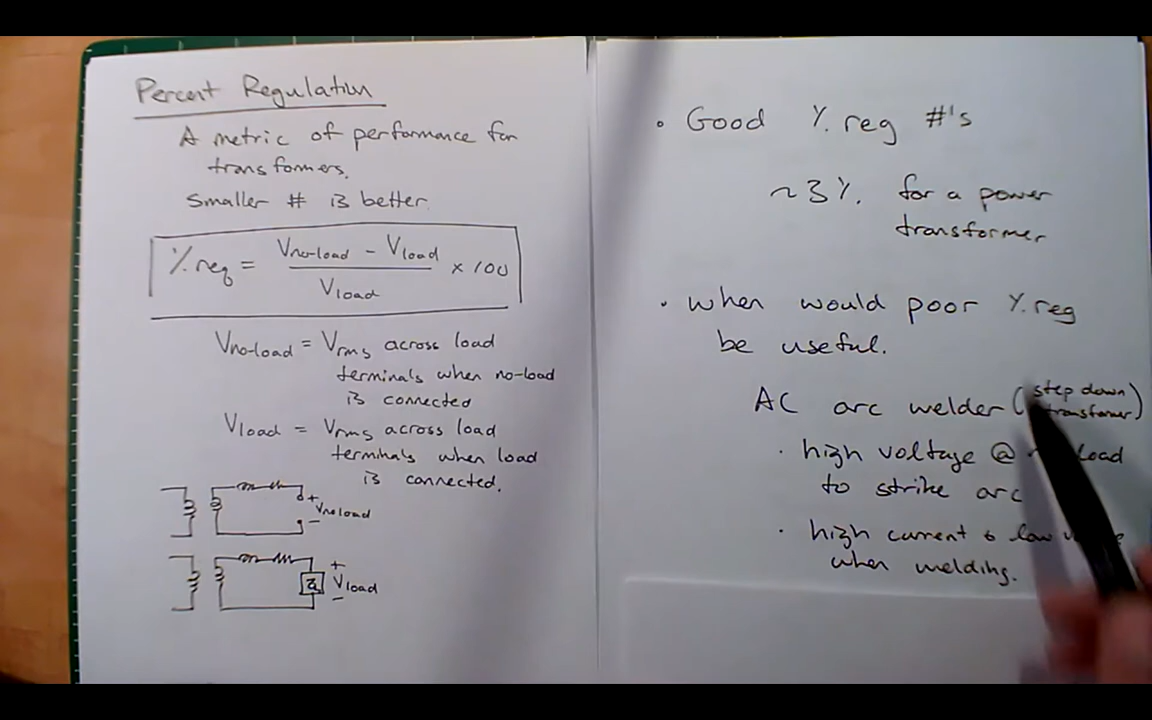 Percent Regulation
A metric of performance for
transformers.
Smaller # is better.
% reg = (Vno-load - Vload) / Vload × 100
Vno-load = Vrms across load
terminals when no-load
is connected
Vload = Vrms across load
terminals when load
is connected.
+
Vno load
-
+
Vload
-
• Good % reg #'s
~3% for a power
transformer
• when would poor % reg
be useful.
AC arc welder (step down
transformer)
• high voltage @ load
to strike arc
• high current & low
when welding.